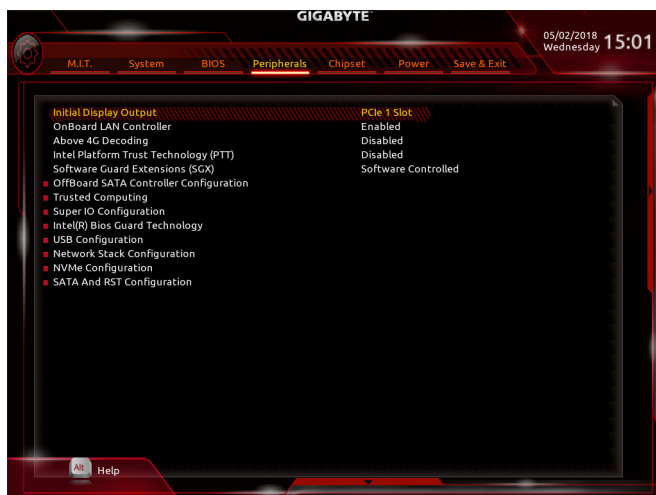 GIGABYTE™
05/02/2018
Wednesday
15:01
M.I.T. System BIOS Peripherals Chipset Power Save & Exit
Initial Display Output PCIe 1 Slot
OnBoard LAN Controller Enabled
Above 4G Decoding Disabled
Intel Platform Trust Technology (PTT) Disabled
Software Guard Extensions (SGX) Software Controlled
OffBoard SATA Controller Configuration
Trusted Computing
Super IO Configuration
Intel(R) Bios Guard Technology
USB Configuration
Network Stack Configuration
NVMe Configuration
SATA And RST Configuration
Alt Help